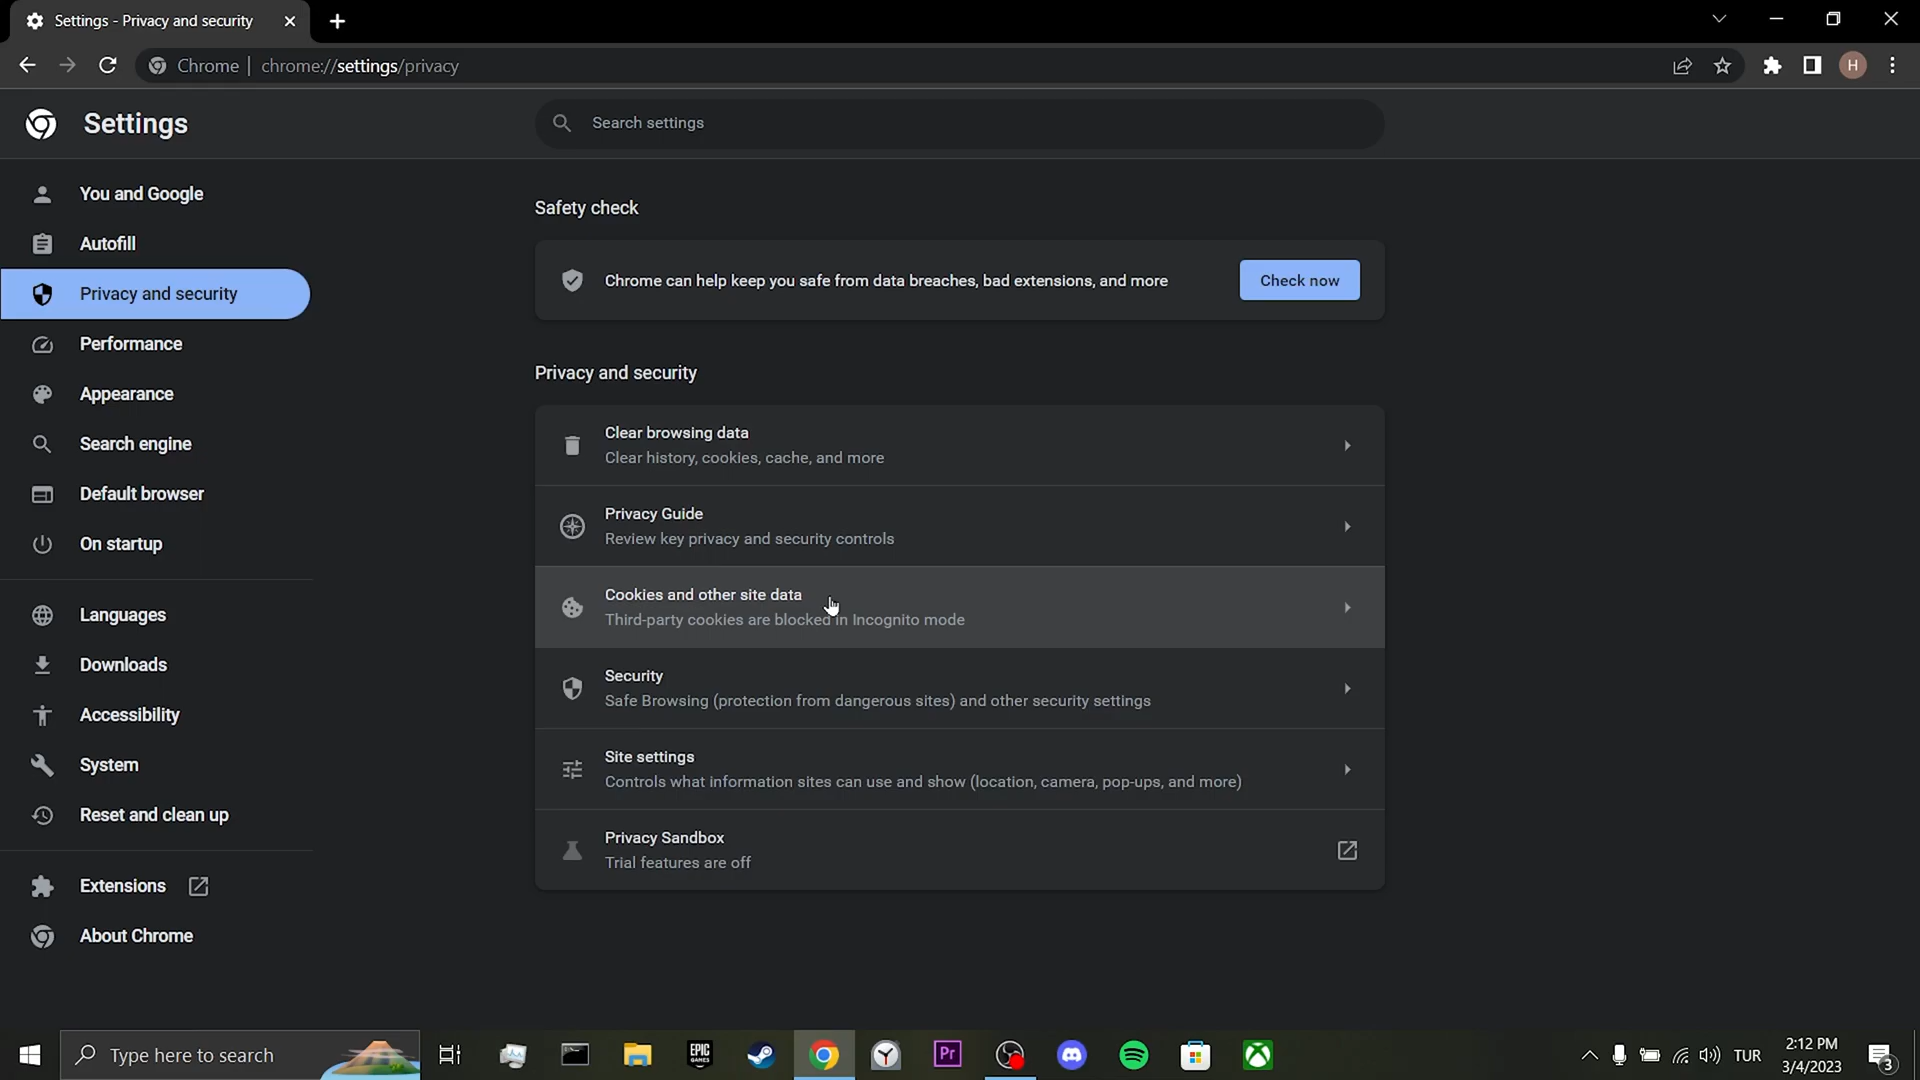 Settings - Privacy and security
Chrome | chrome://settings/privacy
H
Settings
Search settings
You and Google
Autofill
Privacy and security
Performance
Appearance
Search engine
Default browser
On startup
Languages
Downloads
Accessibility
System
Reset and clean up
Extensions
About Chrome
Safety check
Chrome can help keep you safe from data breaches, bad extensions, and more
Check now
Privacy and security
Clear browsing data
Clear history, cookies, cache, and more
Privacy Guide
Review key privacy and security controls
Cookies and other site data
Third-party cookies are blocked in Incognito mode
Security
Safe Browsing (protection from dangerous sites) and other security settings
Site settings
Controls what information sites can use and show (location, camera, pop-ups, and more)
Privacy Sandbox
Trial features are off
Type here to search
EPIC GAMES
Pr
TUR
2:12 PM
3/4/2023
3